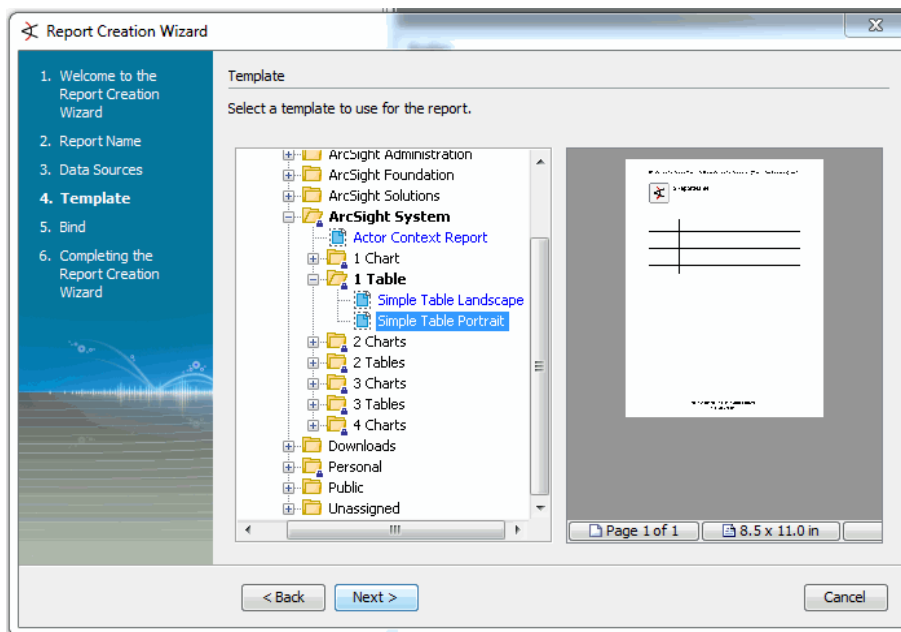 Report Creation Wizard
1. Welcome to the
Report Creation
Wizard
2. Report Name
3. Data Sources
4. Template
5. Bind
6. Completing the
Report Creation
Wizard
Template
Select a template to use for the report.
ArcSight Administration
ArcSight Foundation
ArcSight Solutions
ArcSight System
Actor Context Report
1 Chart
1 Table
Simple Table Landscape
Simple Table Portrait
2 Charts
2 Tables
3 Charts
3 Tables
4 Charts
Downloads
Personal
Public
Unassigned
Page 1 of 1
8.5 x 11.0 in
< Back
Next >
Cancel